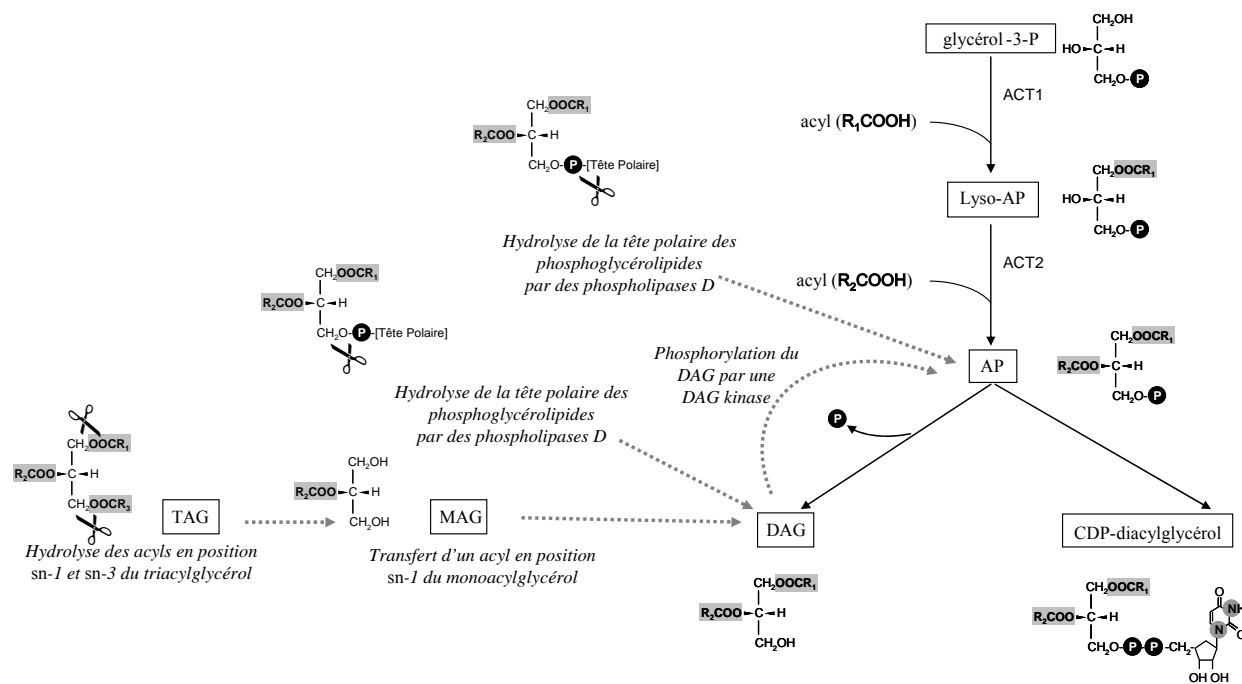 glycérol -3-P
CH₂OH
HO C H
CH₂O- P
ACT1
acyl (R₁COOH)
CH₂OOCR₁
R₂COO C H
CH₂O- P -[Tête Polaire]
Lyso-AP
CH₂OOCR₁
HO C H
CH₂O- P
Hydrolyse de la tête polaire des
phosphoglycérolipides
par des phospholipases D
ACT2
acyl (R₂COOH)
CH₂OOCR₁
R₂COO C H
CH₂O- P -[Tête Polaire]
Phosphorylation du
DAG par une
DAG kinase
AP
CH₂OOCR₁
R₂COO C H
CH₂O- P
Hydrolyse de la tête polaire des
phosphoglycérolipides
par des phospholipases D
P
CH₂OOCR₁
R₂COO C H
CH₂OOCR₃
TAG
Hydrolyse des acyls en position
sn-1 et sn-3 du triacylglycérol
CH₂OH
R₂COO C H
CH₂OH
MAG
Transfert d'un acyl en position
sn-1 du monoacylglycérol
DAG
CH₂OOCR₁
R₂COO C H
CH₂OH
CDP-diacylglycérol
CH₂OOCR₁
R₂COO C H
CH₂O- P - P -CH₂
O
NH
N
O
O
OH OH